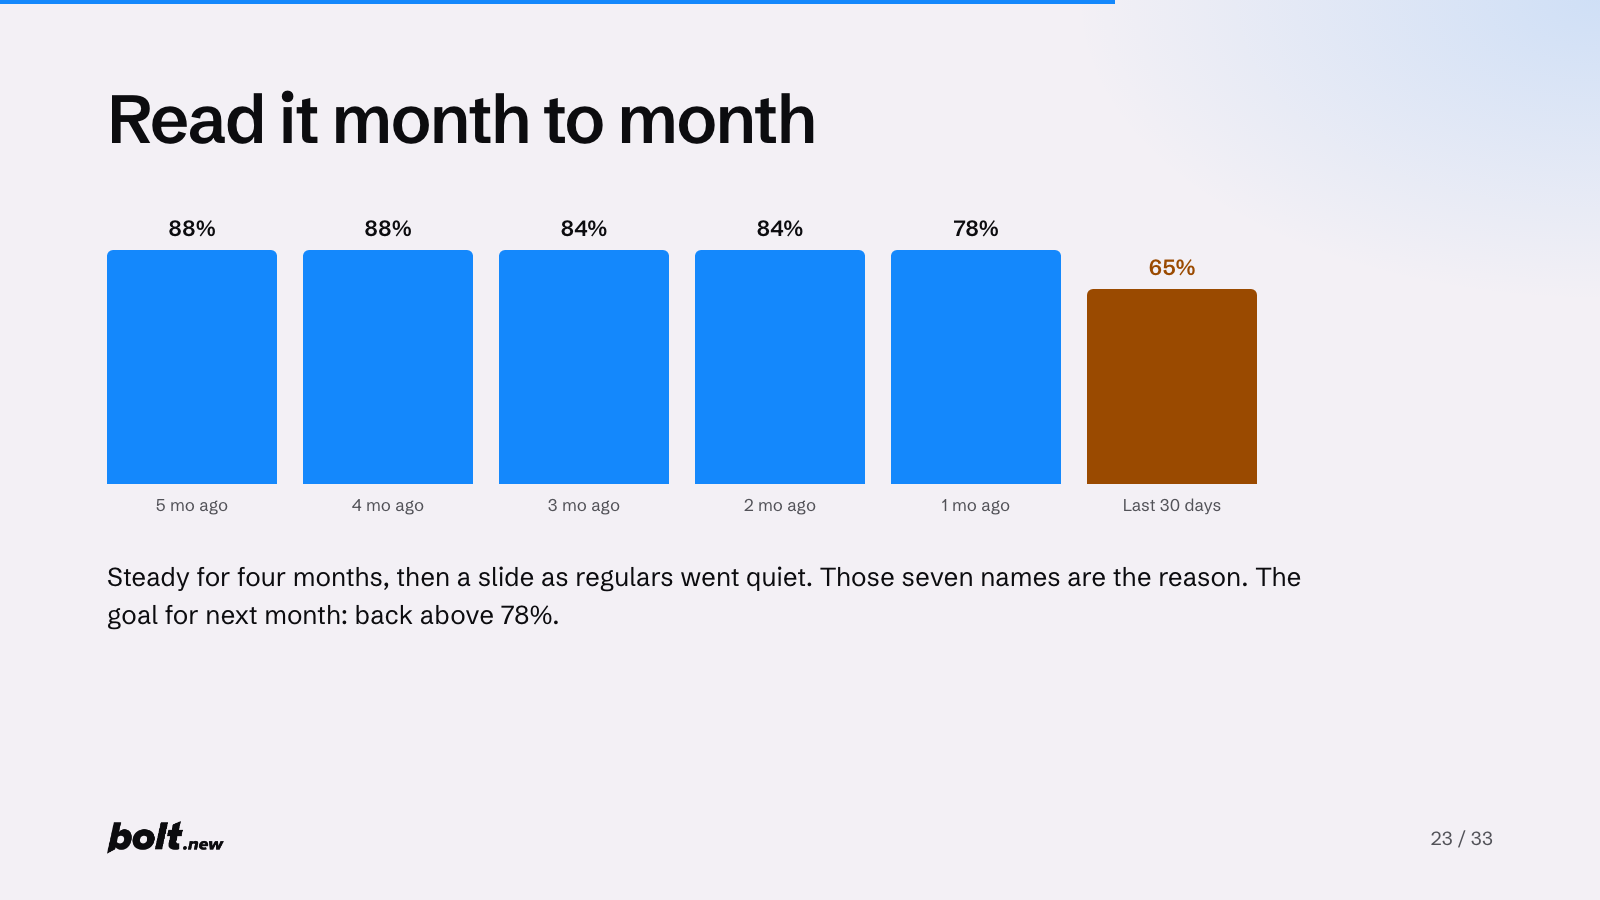 Read it month to month
88% 88% 84% 84% 78% 65%
5 mo ago 4 mo ago 3 mo ago 2 mo ago 1 mo ago Last 30 days
Steady for four months, then a slide as regulars went quiet. Those seven names are the reason. The
goal for next month: back above 78%.
bolt.new
23 / 33